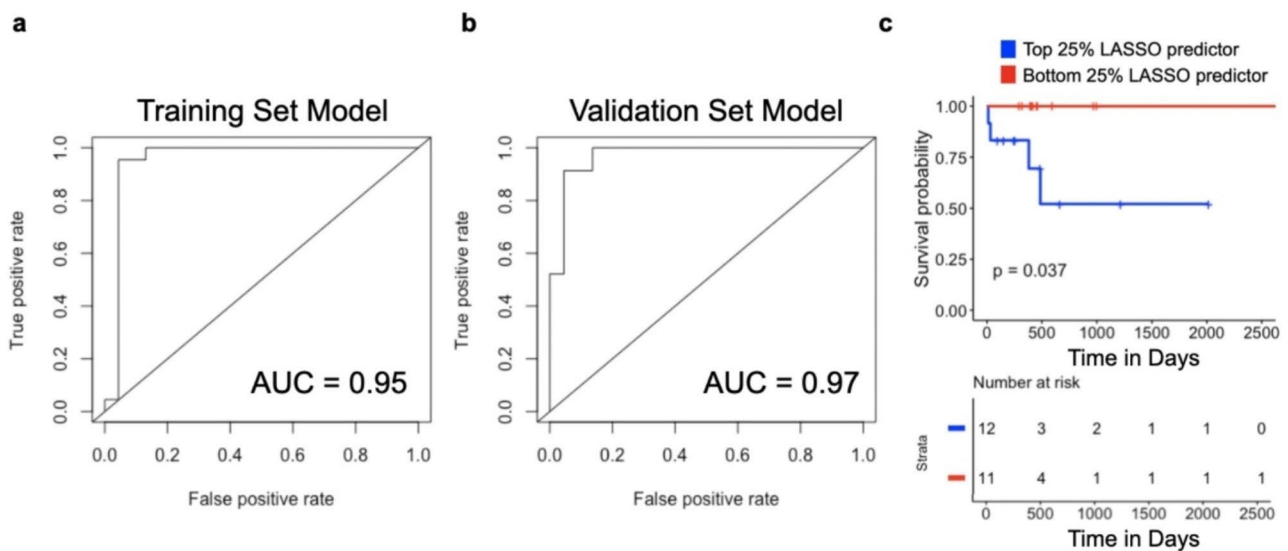 a
Training Set Model
True positive rate
1.0
0.8
0.6
0.4
0.2
0.0
AUC = 0.95
0.0 0.2 0.4 0.6 0.8 1.0
False positive rate
b
Validation Set Model
True positive rate
1.0
0.8
0.6
0.4
0.2
0.0
AUC = 0.97
0.0 0.2 0.4 0.6 0.8 1.0
False positive rate
c
Top 25% LASSO predictor
Bottom 25% LASSO predictor
Survival probability
1.00
0.75
0.50
0.25
0.00
p = 0.037
0 500 1000 1500 2000 2500
Time in Days
Number at risk
Strata
12 3 2 1 1 0
11 4 1 1 1 1
0 500 1000 1500 2000 2500
Time in Days